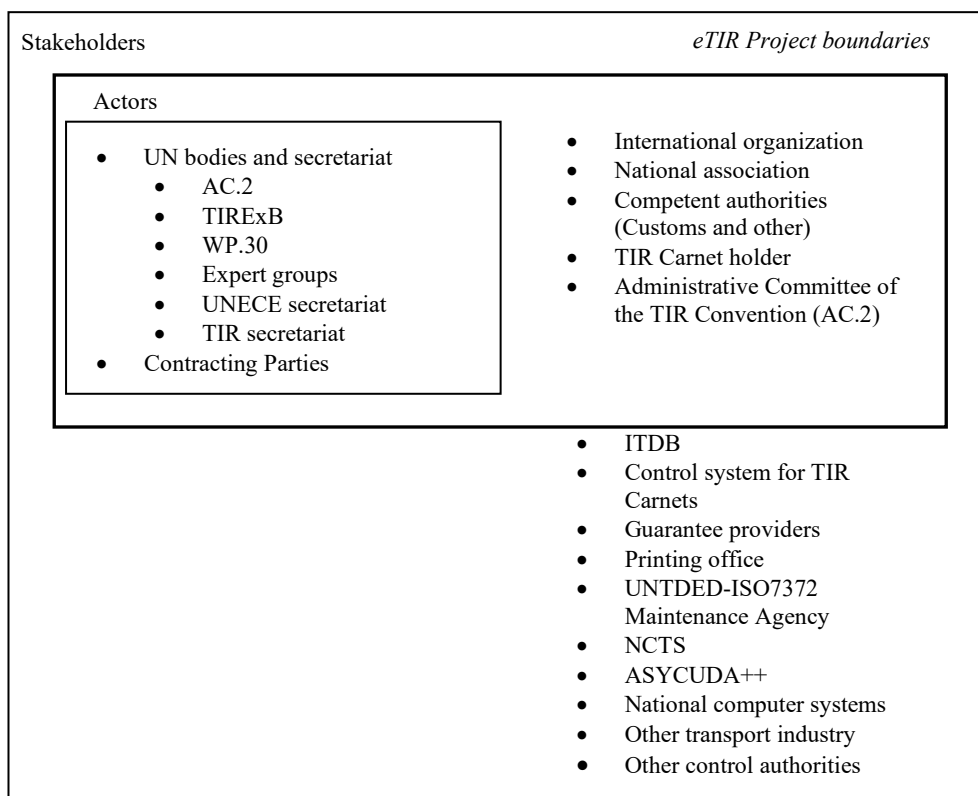 Stakeholders
eTIR Project boundaries
Actors
• UN bodies and secretariat
• AC.2
• TIRExB
• WP.30
• Expert groups
• UNECE secretariat
• TIR secretariat
• Contracting Parties
• International organization
• National association
• Competent authorities
(Customs and other)
• TIR Carnet holder
• Administrative Committee of
the TIR Convention (AC.2)
• ITDB
• Control system for TIR
Carnets
• Guarantee providers
• Printing office
• UNTDED-ISO7372
Maintenance Agency
• NCTS
• ASYCUDA++
• National computer systems
• Other transport industry
• Other control authorities